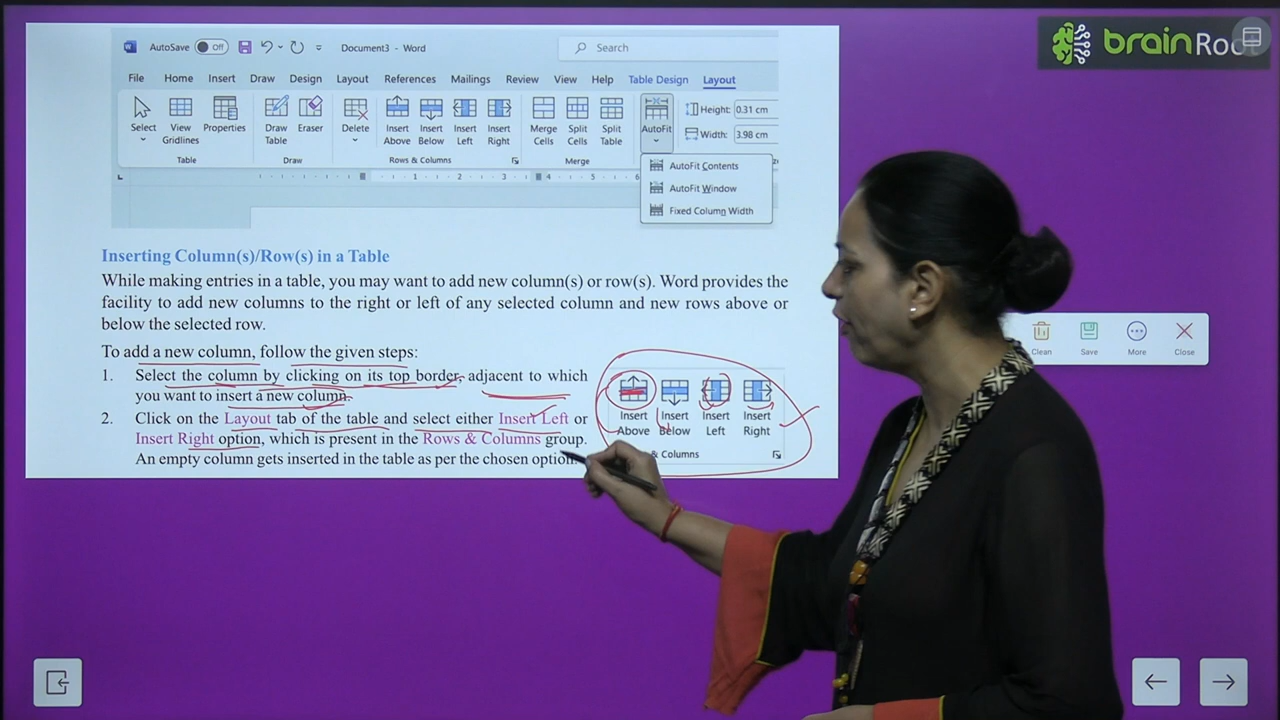 AutoSave Off Document3 - Word Search
brainRoot
File Home Insert Draw Design Layout References Mailings Review View Help Table Design Layout
Select View Gridlines Properties Draw Table Eraser Delete Insert Above Insert Below Insert Left Insert Right Merge Cells Split Cells Split Table AutoFit Height: 0.31 cm Width: 3.98 cm
Table Draw Rows & Columns Merge
AutoFit Contents
AutoFit Window
Fixed Column Width
1 2 3 4 5 6
Inserting Column(s)/Row(s) in a Table
While making entries in a table, you may want to add new column(s) or row(s). Word provides the
facility to add new columns to the right or left of any selected column and new rows above or
below the selected row.
To add a new column, follow the given steps:
1. Select the column by clicking on its top border, adjacent to which
you want to insert a new column.
2. Click on the Layout tab of the table and select either Insert Left or
Insert Right option, which is present in the Rows & Columns group.
An empty column gets inserted in the table as per the chosen option.
Insert Above Insert Below Insert Left Insert Right
& Columns
Clean Save More Close